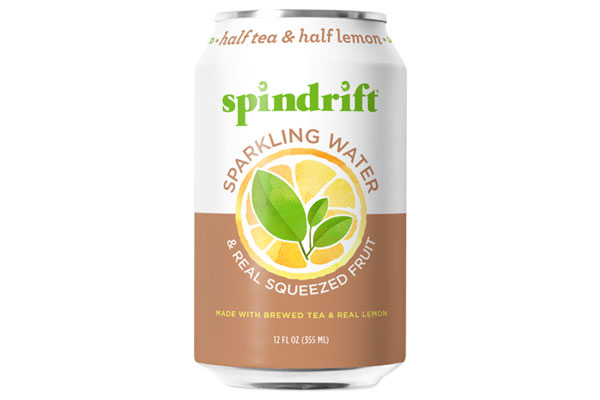 half tea & half lemon
spindrift®
SPARKLING WATER
& REAL SQUEEZED FRUIT
MADE WITH BREWED TEA & REAL LEMON
12 FL OZ (355 ML)